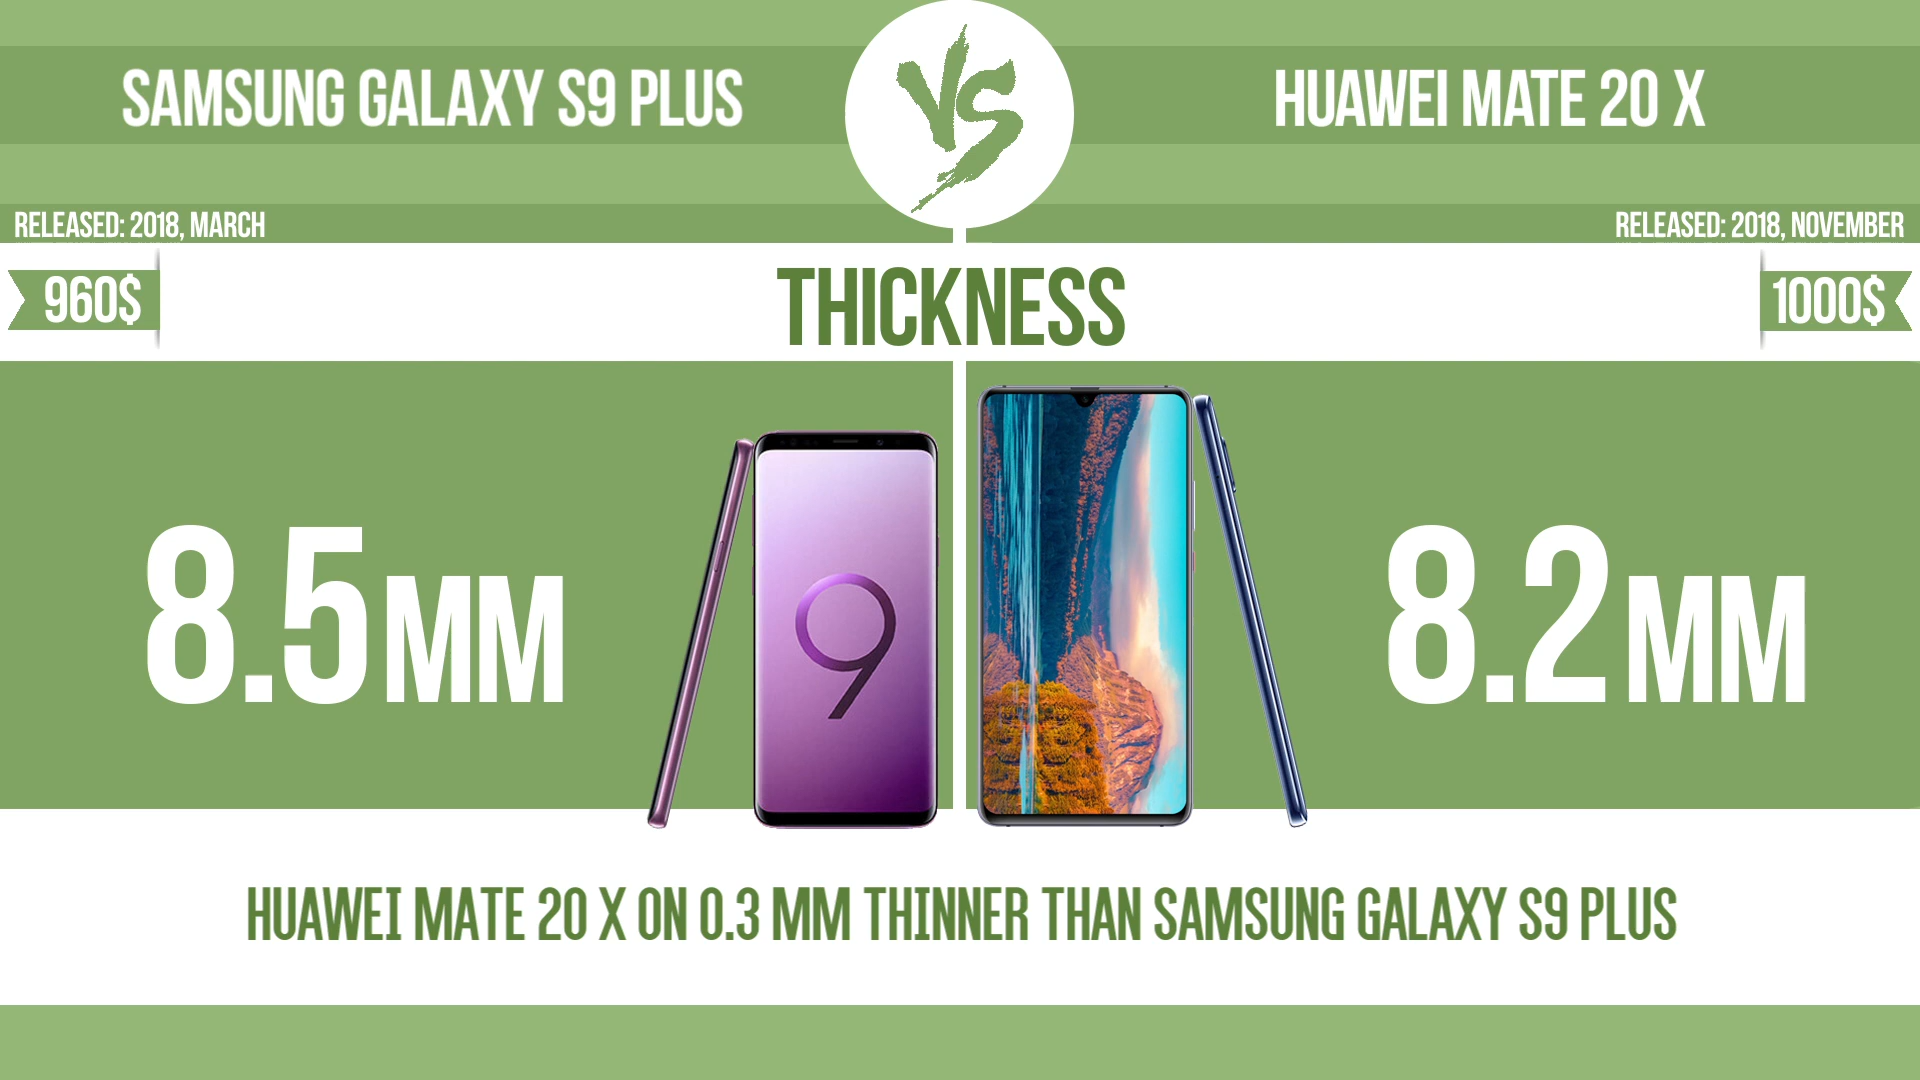 SAMSUNG GALAXY S9 PLUS
VS
HUAWEI MATE 20 X
RELEASED: 2018, MARCH
RELEASED: 2018, NOVEMBER
960$
THICKNESS
1000$
8.5MM
9
8.2MM
HUAWEI MATE 20 X ON 0.3 MM THINNER THAN SAMSUNG GALAXY S9 PLUS